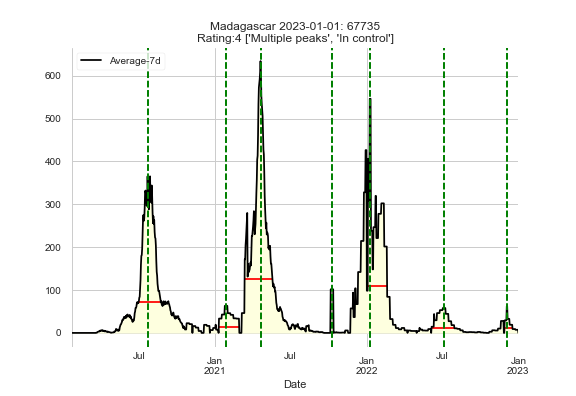 Madagascar 2023-01-01: 67735
Rating:4 ['Multiple peaks', 'In control']
Average-7d
600
500
400
300
200
100
0
Jul
Jan
2021
Jul
Jan
2022
Jul
Jan
2023
Date